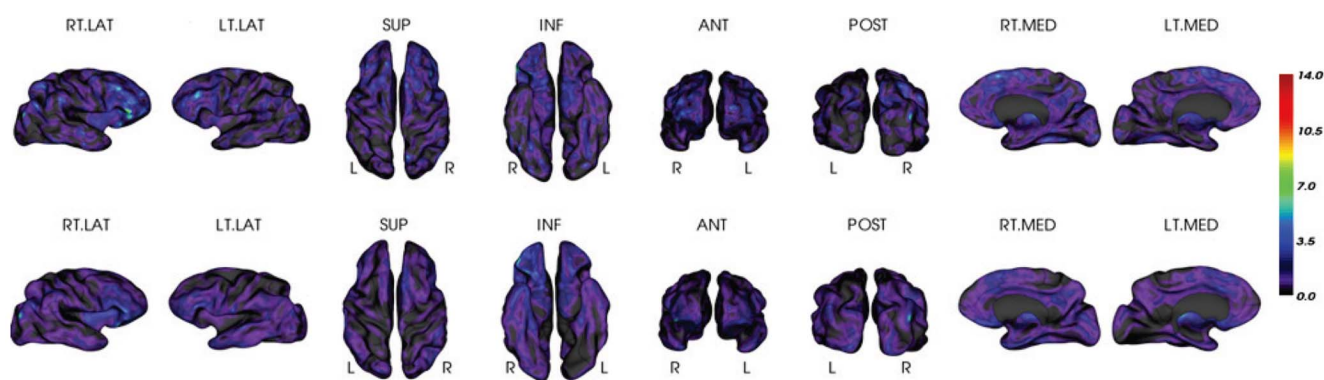 RT.LAT LT.LAT SUP INF ANT POST RT.MED LT.MED
14.0
10.5
7.0
3.5
0.0
L R R L R L L R
RT.LAT LT.LAT SUP INF ANT POST RT.MED LT.MED
L R R L R L L R